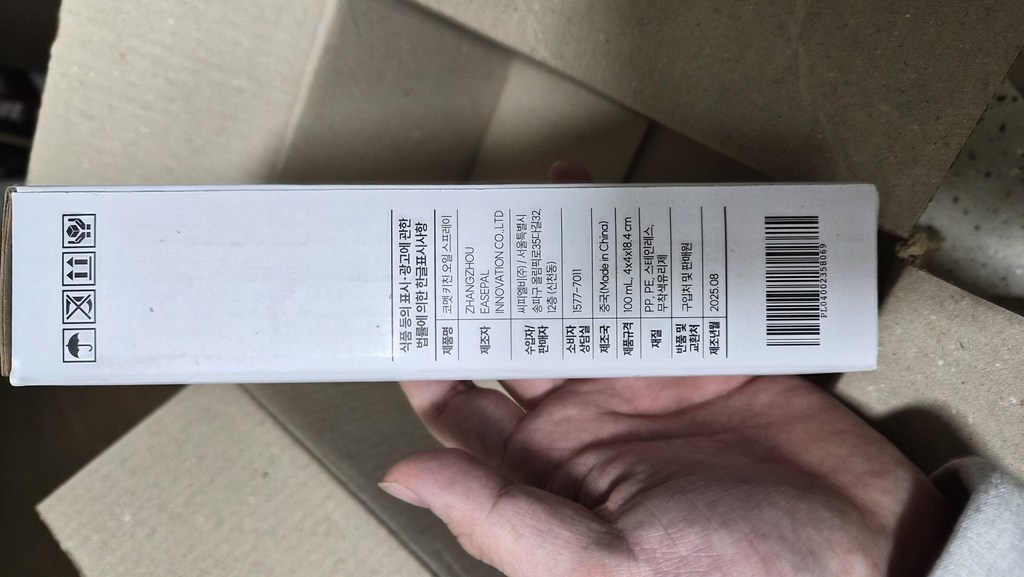 식품 등의 표시·광고에 관한
법률에 의한 한글표시사항
제품명 코멧 키친 오일 스프레이
제조자 ZHANGZHOU
EASEPAL
INNOVATION CO.,LTD
수입자/
판매자 씨피엘비(주) / 서울특별시
송파구 올림픽로35다길32,
12층 (신천동)
소비자
상담실 1577-7011
제조국 중국(Made in China)
제품규격 100 mL, 4x4x18.4 cm
재질 PP, PE, 스테인레스,
무착색유리제
반품 및
교환처 구입처 및 판매원
제조년월 2025.08
PL04002358069